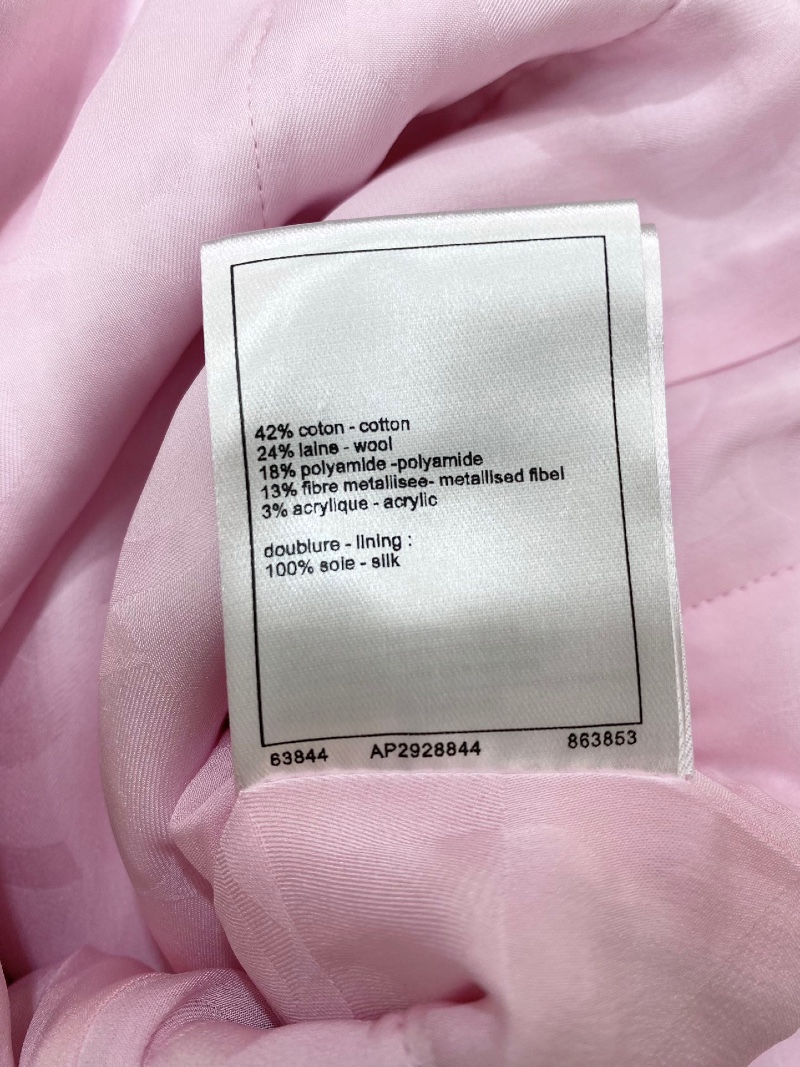 42% coton - cotton
24% laine - wool
18% polyamide -polyamide
13% fibre metallisee- metallised fibel
3% acrylique - acrylic
doublure - lining :
100% soie - silk
63844 AP2928844 863853